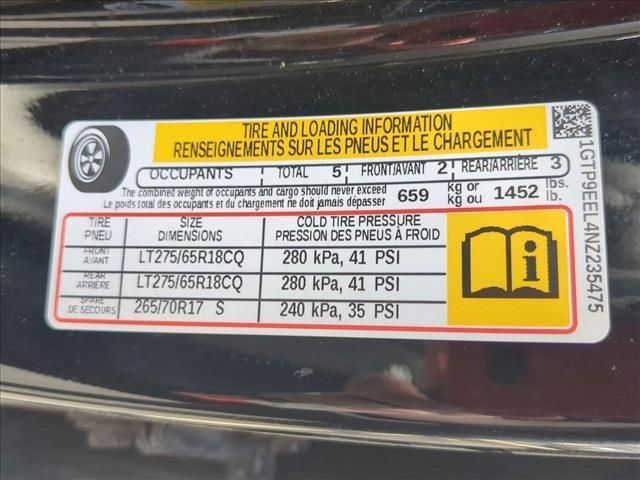 TIRE AND LOADING INFORMATION
RENSEIGNEMENTS SUR LES PNEUS ET LE CHARGEMENT
OCCUPANTS TOTAL 5 FRONT/AVANT 2 REAR/ARRIÈRE 3
The combined weight of occupants and cargo should never exceed 659 kg or 1452 lbs.
Le poids total des occupants et du chargement ne doit jamais dépasser kg ou lb.
TIRE SIZE COLD TIRE PRESSURE
PNEU DIMENSIONS PRESSION DES PNEUS À FROID
FRONT
AVANT LT275/65R18CQ 280 kPa, 41 PSI
REAR
ARRIÈRE LT275/65R18CQ 280 kPa, 41 PSI
SPARE
DE SECOURS 265/70R17 S 240 kPa, 35 PSI
1GTP9EEL4NZ235475